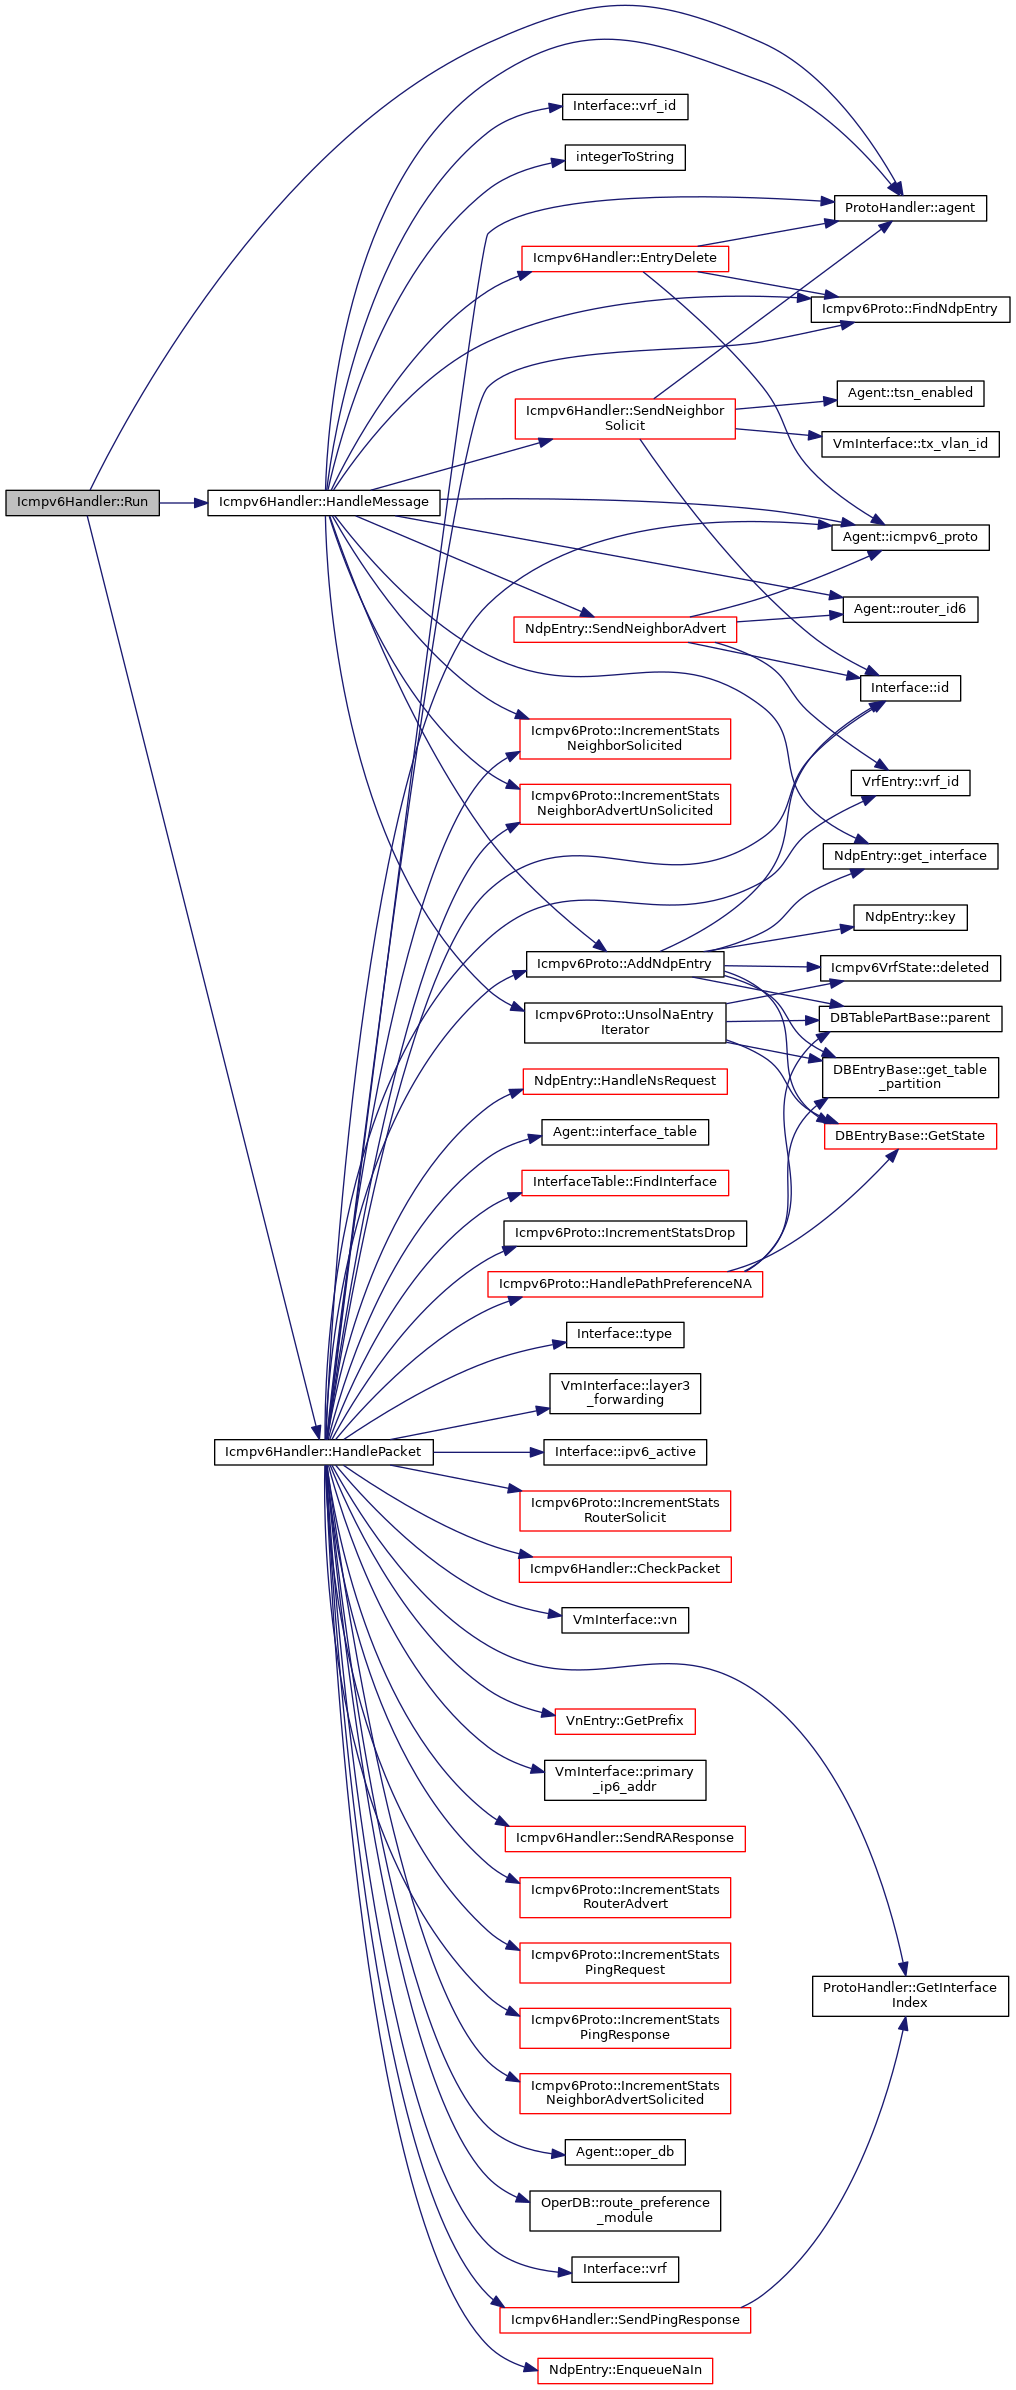 Interface::vrf_id
integerToString
ProtoHandler::agent
Icmpv6Handler::EntryDelete
Icmpv6Proto::FindNdpEntry
Agent::tsn_enabled
Icmpv6Handler::SendNeighbor
Solicit
VmInterface::tx_vlan_id
Icmpv6Handler::Run
Icmpv6Handler::HandleMessage
Agent::icmpv6_proto
Agent::router_id6
NdpEntry::SendNeighborAdvert
Interface::id
Icmpv6Proto::IncrementStats
NeighborSolicited
VrfEntry::vrf_id
Icmpv6Proto::IncrementStats
NeighborAdvertUnSolicited
NdpEntry::get_interface
NdpEntry::key
Icmpv6Proto::AddNdpEntry
Icmpv6VrfState::deleted
Icmpv6Proto::UnsolNaEntry
Iterator
DBTablePartBase::parent
DBEntryBase::get_table
_partition
NdpEntry::HandleNsRequest
Agent::interface_table
DBEntryBase::GetState
InterfaceTable::FindInterface
Icmpv6Proto::IncrementStatsDrop
Icmpv6Proto::HandlePathPreferenceNA
Interface::type
VmInterface::layer3
_forwarding
Icmpv6Handler::HandlePacket
Interface::ipv6_active
Icmpv6Proto::IncrementStats
RouterSolicit
Icmpv6Handler::CheckPacket
VmInterface::vn
VnEntry::GetPrefix
VmInterface::primary
_ip6_addr
Icmpv6Handler::SendRAResponse
Icmpv6Proto::IncrementStats
RouterAdvert
Icmpv6Proto::IncrementStats
PingRequest
ProtoHandler::GetInterface
Index
Icmpv6Proto::IncrementStats
PingResponse
Icmpv6Proto::IncrementStats
NeighborAdvertSolicited
Agent::oper_db
OperDB::route_preference
_module
Interface::vrf
Icmpv6Handler::SendPingResponse
NdpEntry::EnqueueNaIn